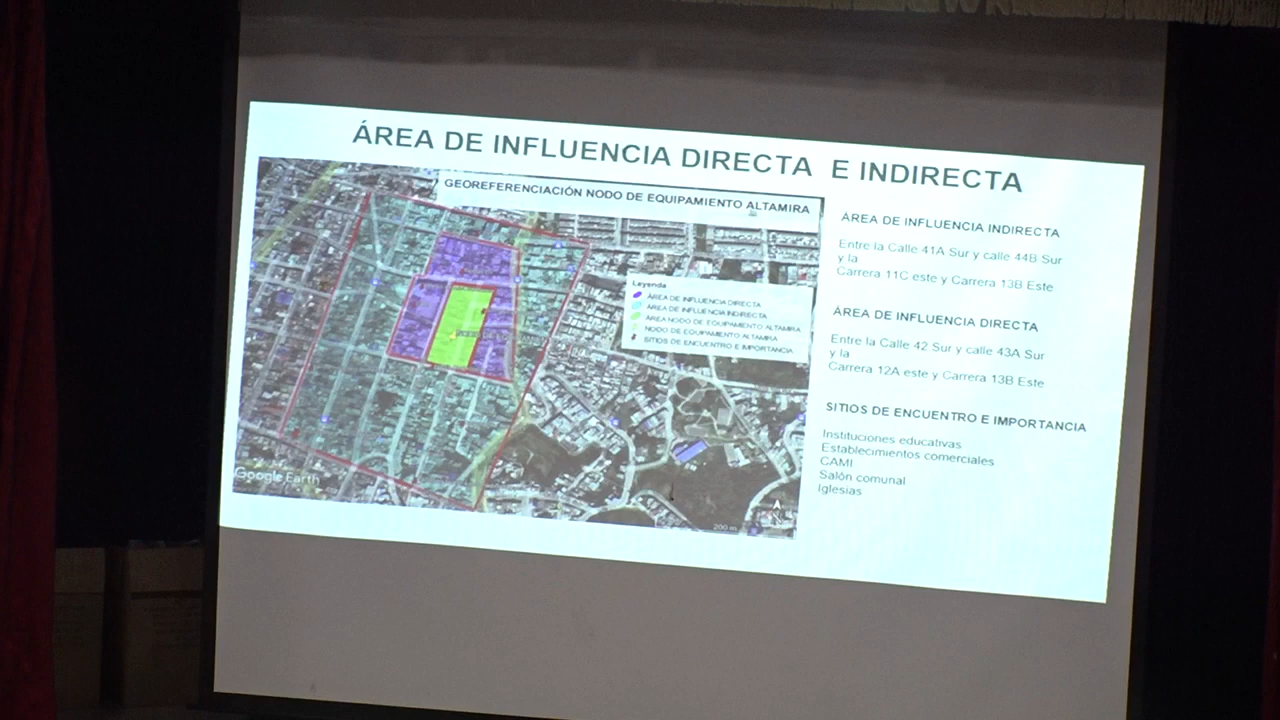 ÁREA DE INFLUENCIA DIRECTA E INDIRECTA
GEOREFERENCIACIÓN NODO DE EQUIPAMIENTO ALTAMIRA
Leyenda
ÁREA DE INFLUENCIA DIRECTA
ÁREA DE INFLUENCIA INDIRECTA
ÁREA NODO DE EQUIPAMIENTO ALTAMIRA
NODO DE EQUIPAMIENTO ALTAMIRA
SITIOS DE ENCUENTRO E IMPORTANCIA
Google Earth
200 m
ÁREA DE INFLUENCIA INDIRECTA
Entre la Calle 41A Sur y calle 44B Sur
y la
Carrera 11C este y Carrera 13B Este
ÁREA DE INFLUENCIA DIRECTA
Entre la Calle 42 Sur y calle 43A Sur
y la
Carrera 12A este y Carrera 13B Este
SITIOS DE ENCUENTRO E IMPORTANCIA
Instituciones educativas
Establecimientos comerciales
CAMI
Salón comunal
Iglesias